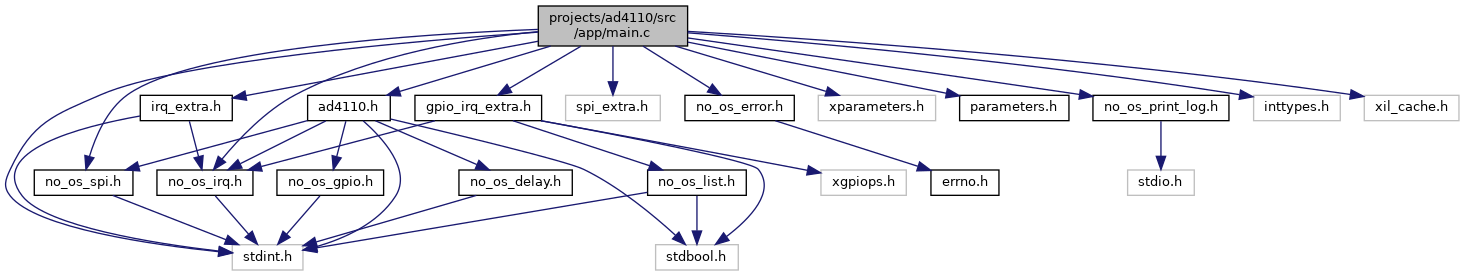 projects/ad4110/src
/app/main.c
irq_extra.h
ad4110.h
gpio_irq_extra.h
spi_extra.h
no_os_error.h
xparameters.h
parameters.h
no_os_print_log.h
inttypes.h
xil_cache.h
no_os_spi.h
no_os_irq.h
no_os_gpio.h
no_os_delay.h
no_os_list.h
xgpiops.h
errno.h
stdio.h
stdint.h
stdbool.h